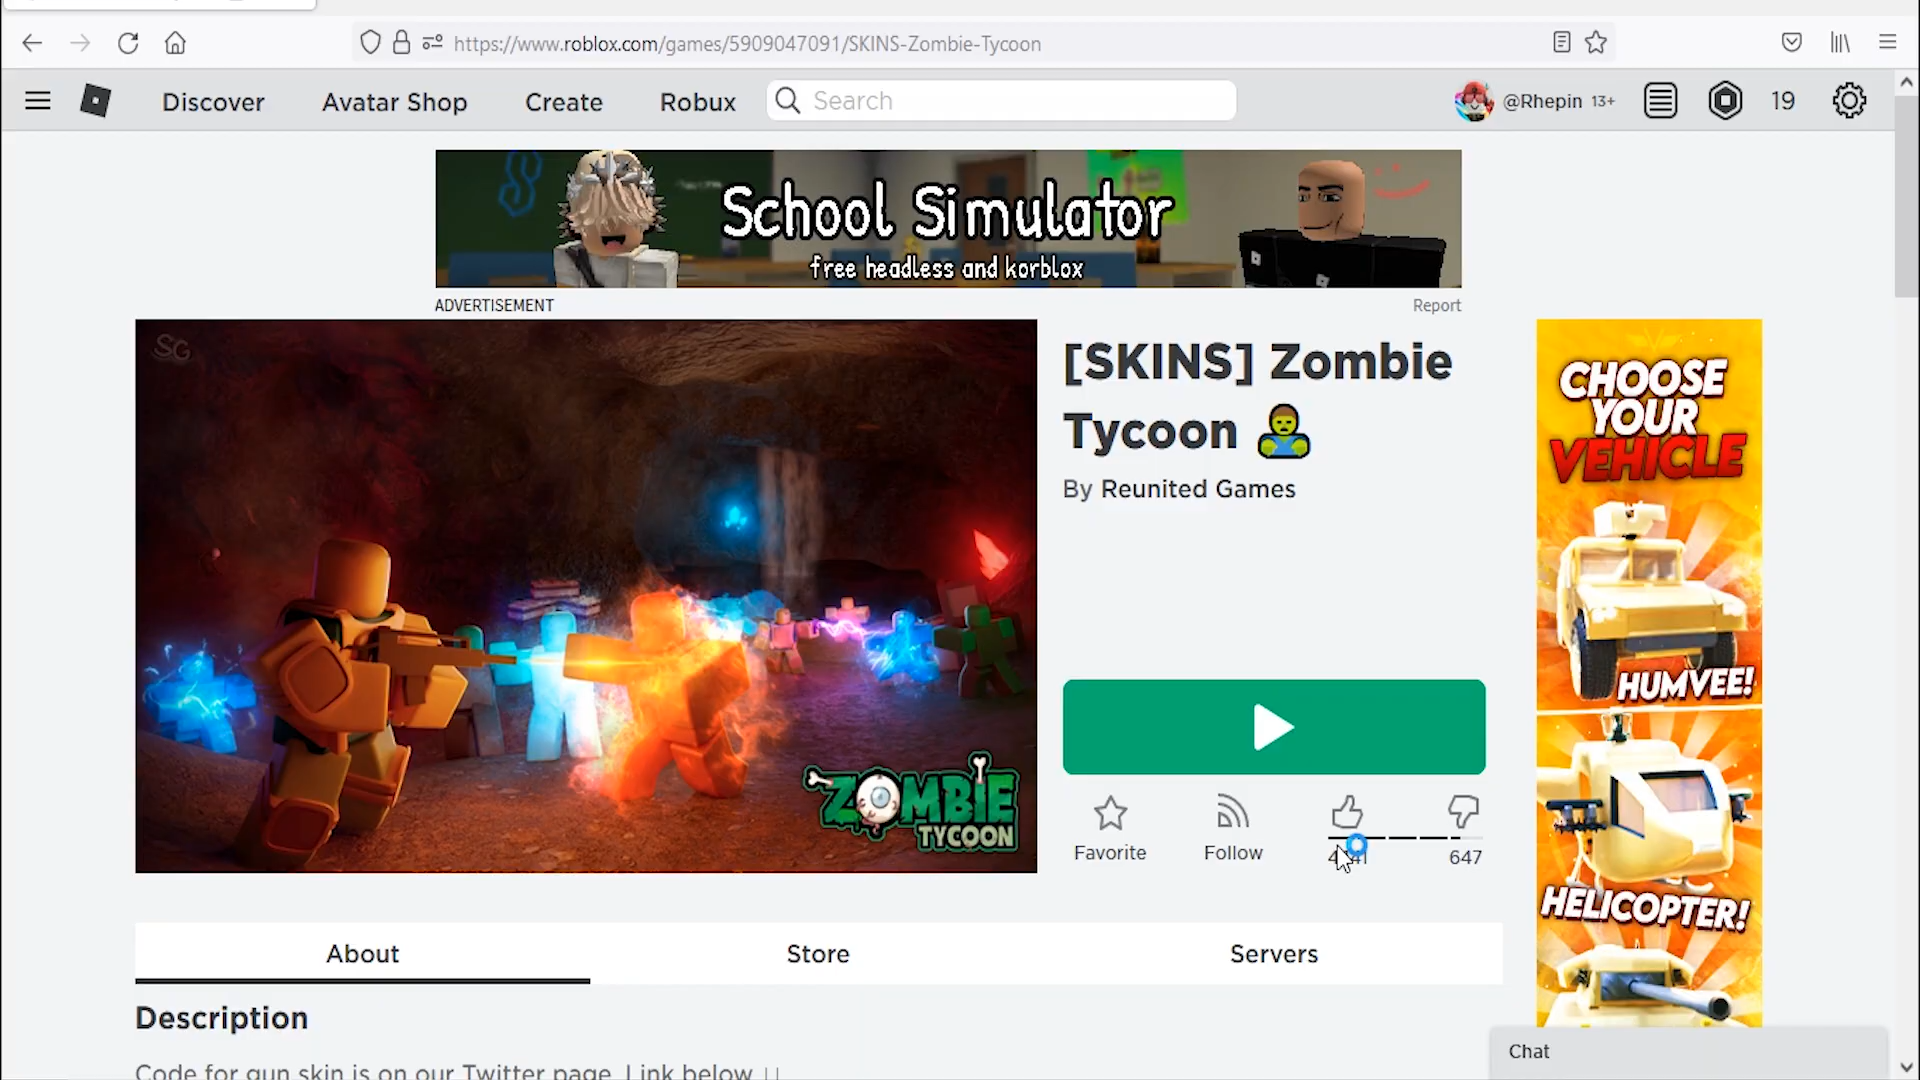 https://www.roblox.com/games/5909047091/SKINS-Zombie-Tycoon
Discover
Avatar Shop
Create
Robux
Search
@Rhepin 13+
19
School Simulator
free headless and korblox
ADVERTISEMENT
Report
SG
ZOMBIE
TYCOON
[SKINS] Zombie
Tycoon
By Reunited Games
Favorite
Follow
647
CHOOSE
YOUR
VEHICLE
HUMVEE!
HELICOPTER!
About
Store
Servers
Description
Code for gun skin is on our Twitter page. Link below
Chat